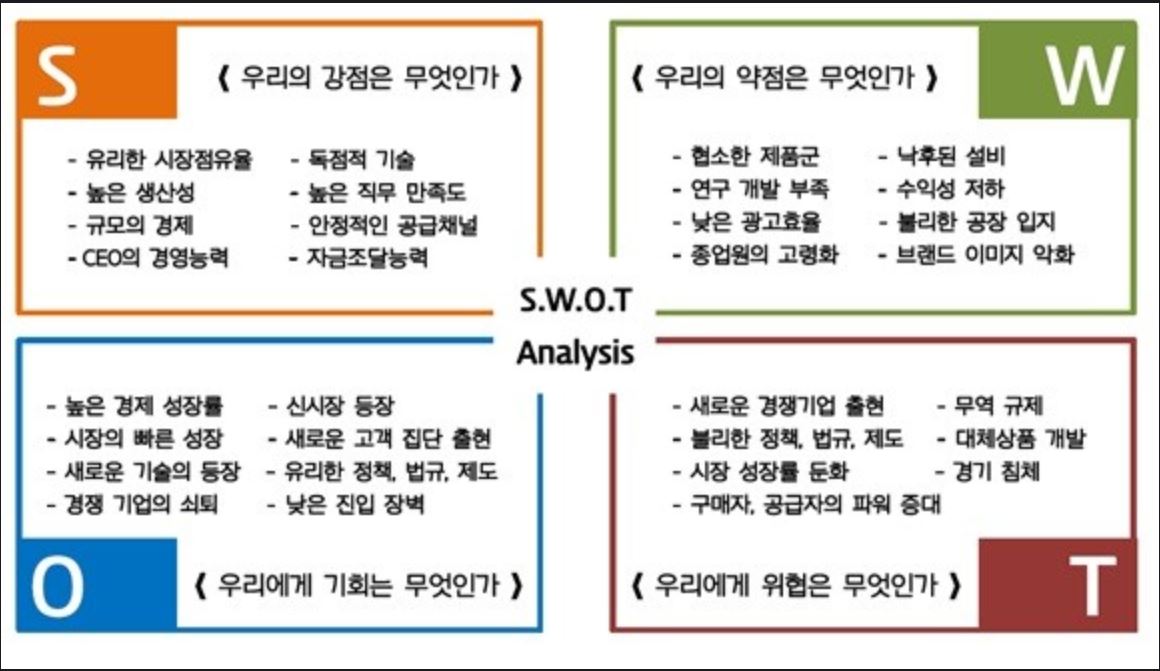 S
❰ 우리의 강점은 무엇인가 ❱
- 유리한 시장점유율
- 높은 생산성
- 규모의 경제
- CEO의 경영능력
- 독점적 기술
- 높은 직무 만족도
- 안정적인 공급채널
- 자금조달능력
❰ 우리의 약점은 무엇인가 ❱
W
- 협소한 제품군
- 연구 개발 부족
- 낮은 광고효율
- 종업원의 고령화
- 낙후된 설비
- 수익성 저하
- 불리한 공장 입지
- 브랜드 이미지 악화
S.W.O.T
Analysis
- 높은 경제 성장률
- 시장의 빠른 성장
- 새로운 기술의 등장
- 경쟁 기업의 쇠퇴
- 신시장 등장
- 새로운 고객 집단 출현
- 유리한 정책, 법규, 제도
- 낮은 진입 장벽
O
❰ 우리에게 기회는 무엇인가 ❱
- 새로운 경쟁기업 출현
- 불리한 정책, 법규, 제도
- 시장 성장률 둔화
- 구매자, 공급자의 파워 증대
- 무역 규제
- 대체상품 개발
- 경기 침체
❰ 우리에게 위협은 무엇인가 ❱
T